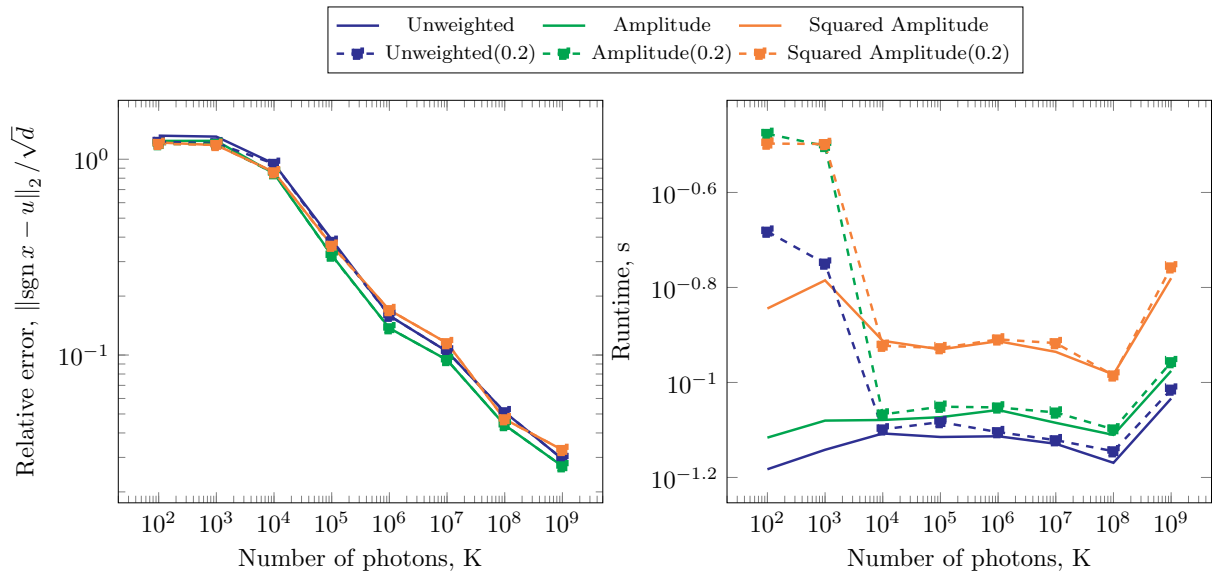 Unweighted Amplitude Squared Amplitude
Unweighted(0.2) Amplitude(0.2) Squared Amplitude(0.2)
Relative error, ‖sgn x − u‖₂/√d
10⁰
10⁻¹
10² 10³ 10⁴ 10⁵ 10⁶ 10⁷ 10⁸ 10⁹
Number of photons, K
Runtime, s
10⁻⁰·⁶
10⁻⁰·⁸
10⁻¹
10⁻¹·²
10² 10³ 10⁴ 10⁵ 10⁶ 10⁷ 10⁸ 10⁹
Number of photons, K